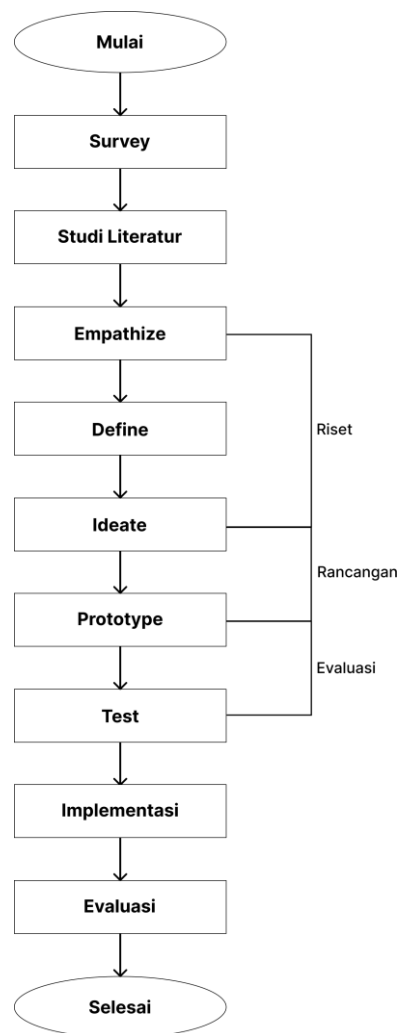 Mulai
Survey
Studi Literatur
Empathize
Define
Riset
Ideate
Rancangan
Prototype
Evaluasi
Test
Implementasi
Evaluasi
Selesai